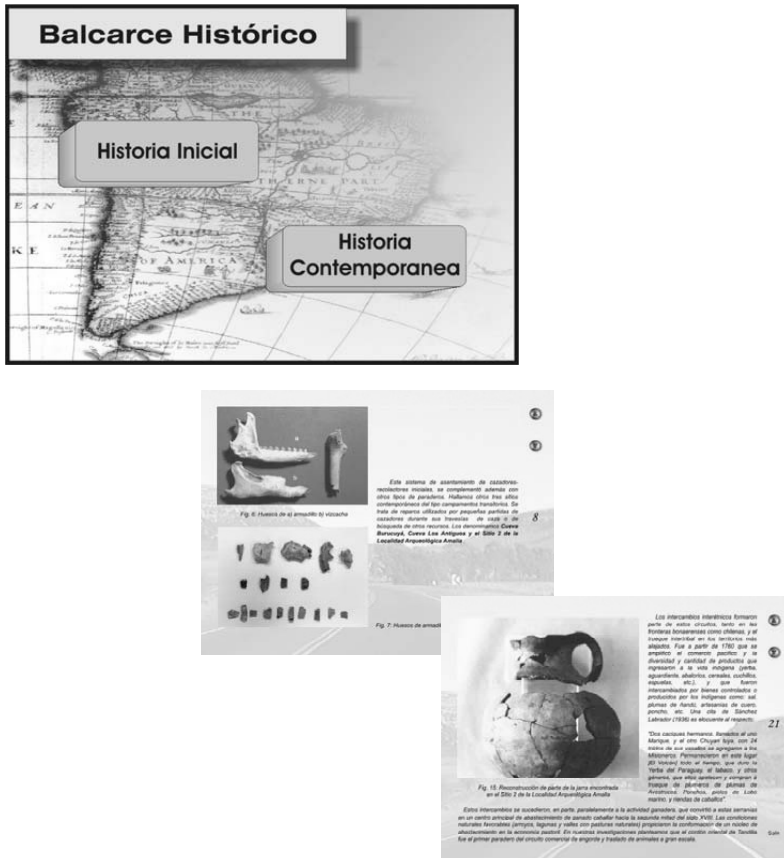 Balcarce Histórico
Historia Inicial
Historia
Contemporanea
THE
OF AMERICA
a
b
Fig. 6: Huesos de a) armadillo b) vizcacha
Este sistema de asentamiento de cazadores-
recolectores iniciales, se complementó además con
otros tipos de paraderos. Hallamos otros tres sitios
contemporáneos del tipo campamentos transitorios. Se
trata de reparos utilizados por pequeñas partidas de
cazadores durante sus travesías de caza o de
búsqueda de otros recursos. Los denominamos Cueva
Burucuyá, Cueva Los Antiguos y el Sitio 2 de la
Localidad Arqueológica Amalia
8
Fig. 7: Huesos de armadi
Los intercambios interétnicos formaron
parte de estos circuitos, tanto en las
fronteras bonaerenses como chilenas, y el
trueque intertribal en los territorios más
alejados. Fue a partir de 1760 que se
amplificó el comercio pacífico y la
diversidad y cantidad de productos que
ingresaron a la vida indígena (yerba,
aguardiente, abalorios, cereales, cuchillos,
espuelas, etc.), y que fueron
intercambiados por bienes controlados o
producidos por los indígenas como: sal,
plumas de ñandú, artesanías de cuero,
poncho, etc. Una cita de Sánchez
Labrador (1936) es elocuente al respecto:
21
"Dos caciques hermanos, llamados el uno
Marique, y el otro Chuyan tuya, con 24
toldos de sus vasallos se agregaron a los
Misioneros. Permanecieron en este lugar
[El Volcán] todo el tiempo, que duró la
Yerba del Paraguay, el tabaco, y otros
géneros, que ellos apetecen y compran a
trueque de plumeros de plumas de
Avestruces, Ponchos, pieles de Lobo
marino, y riendas de caballos".
Fig. 15: Reconstrucción de parte de la jarra encontrada
en el Sitio 2 de la Localidad Arqueológica Amalia
Estos intercambios se sucedieron, en parte, paralelamente a la actividad ganadera, que convirtió a estas serranías
en un centro principal de abastecimiento de ganado caballar hacia la segunda mitad del siglo XVIII. Las condiciones
naturales favorables (arroyos, lagunas y valles con pasturas naturales) propiciaron la conformación de un núcleo de
abastecimiento en la economía pastoril. En nuestras investigaciones planteamos que el confín oriental de Tandilia
fue el primer paradero del circuito comercial de engorde y traslado de animales a gran escala.
Salir